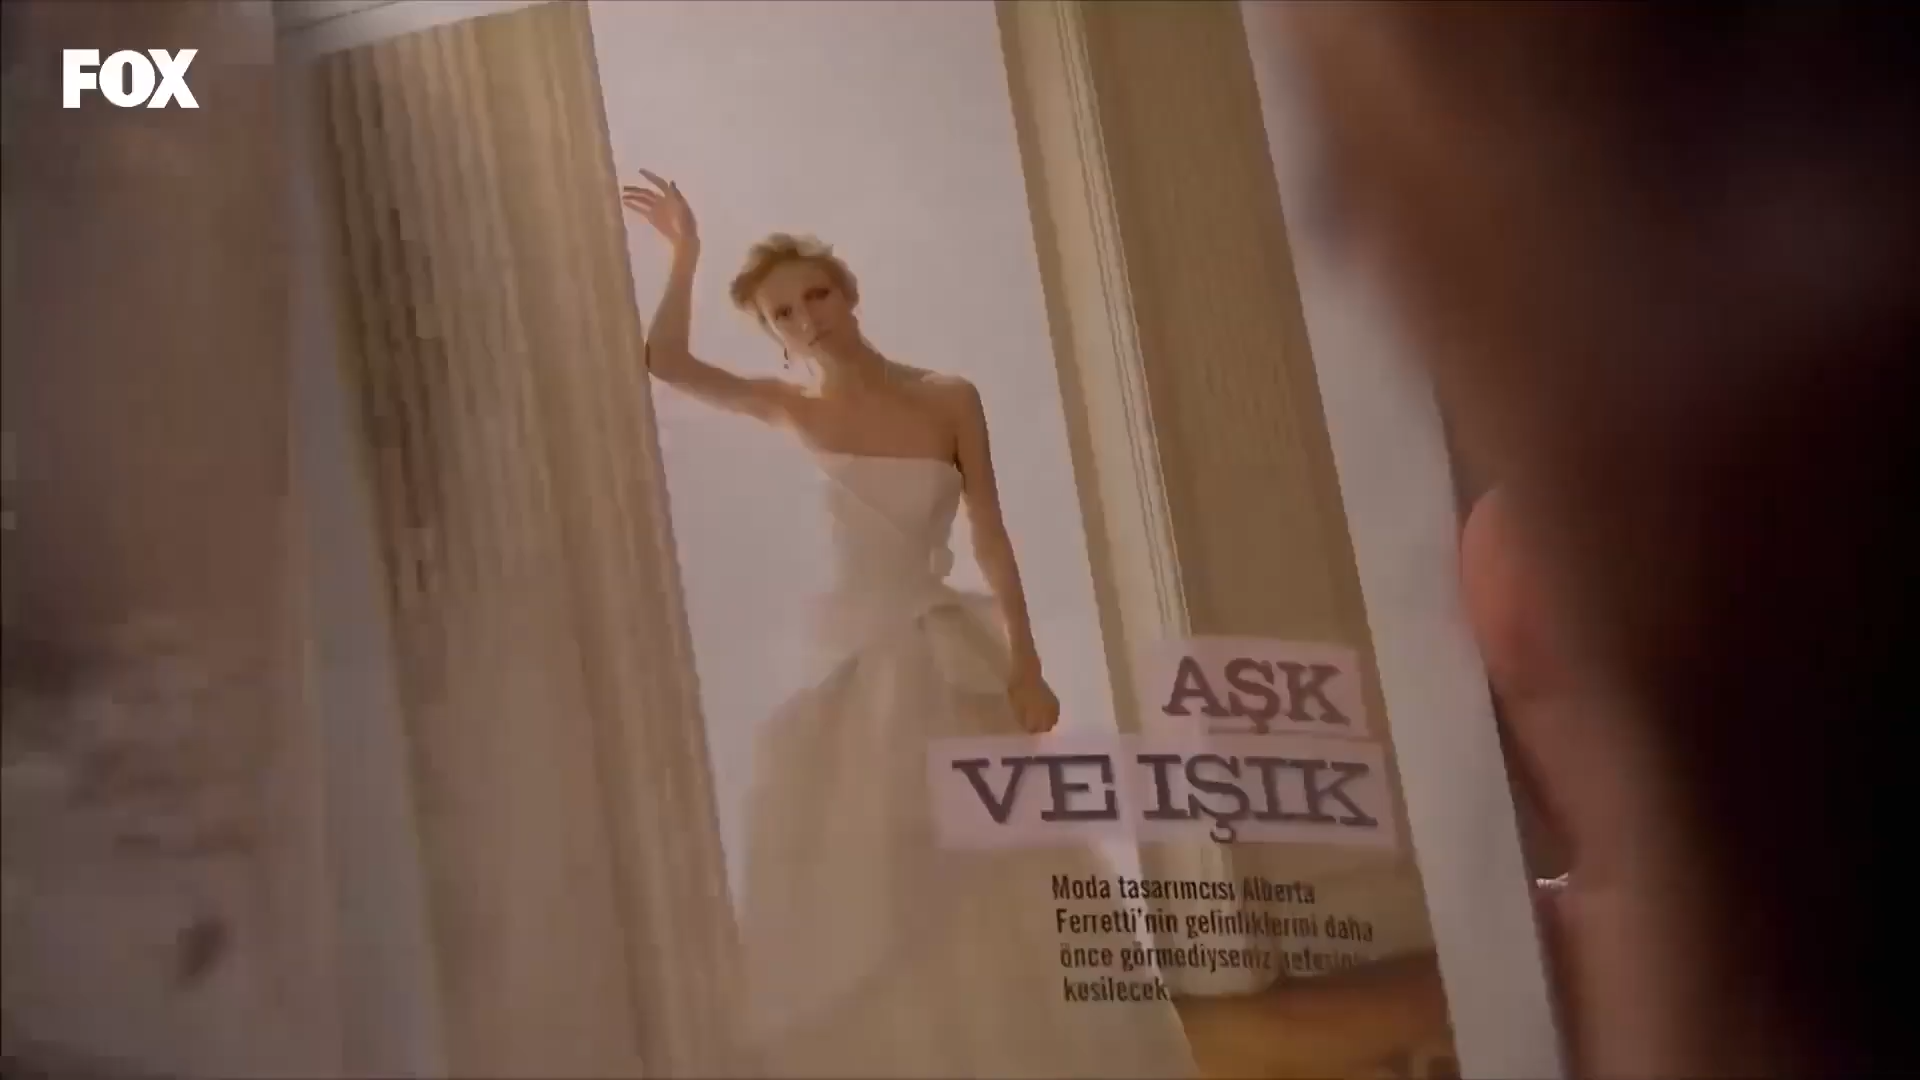 FOX
AŞK
VE IŞIK
Moda tasarımcısı Alberta
Ferretti'nin gelinliklerini daha
önce görmediyseniz
kesilecek.